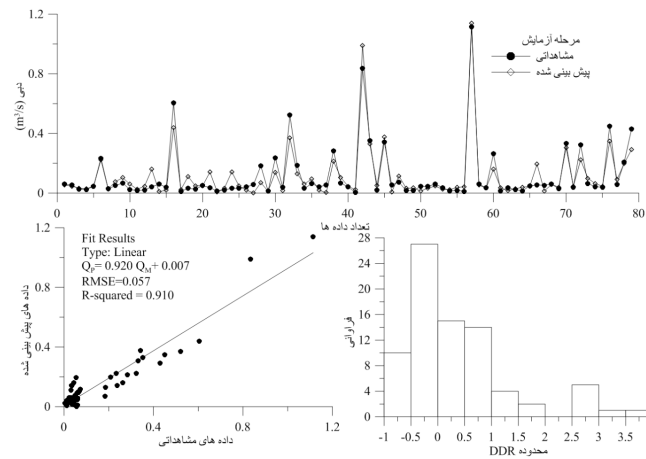 1.2
0.8
0.4
0
دبی (m³/s)
مرحله آزمایش
مشاهداتی
پیش بینی شده
0 10 20 30 40 50 60 70 80
تعداد داده ها
1.2
0.8
0.4
0
داده های پیش بینی شده
Fit Results
Type: Linear
Q_P= 0.920 Q_M+ 0.007
RMSE=0.057
R-squared = 0.910
0 0.4 0.8 1.2
داده های مشاهداتی
28
24
20
16
12
8
4
0
فراوانی
-1 -0.5 0 0.5 1 1.5 2 2.5 3 3.5
محدوده DDR